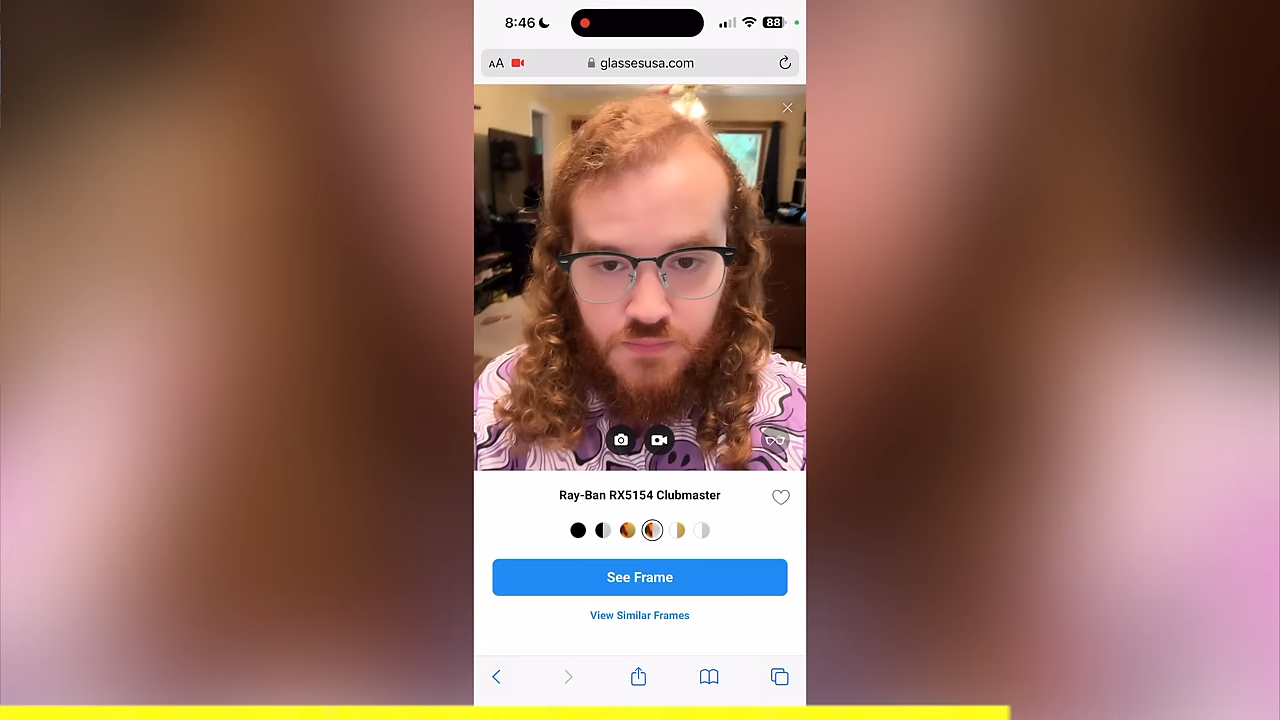 8:46
88
AA
glassesusa.com
Ray-Ban RX5154 Clubmaster
See Frame
View Similar Frames